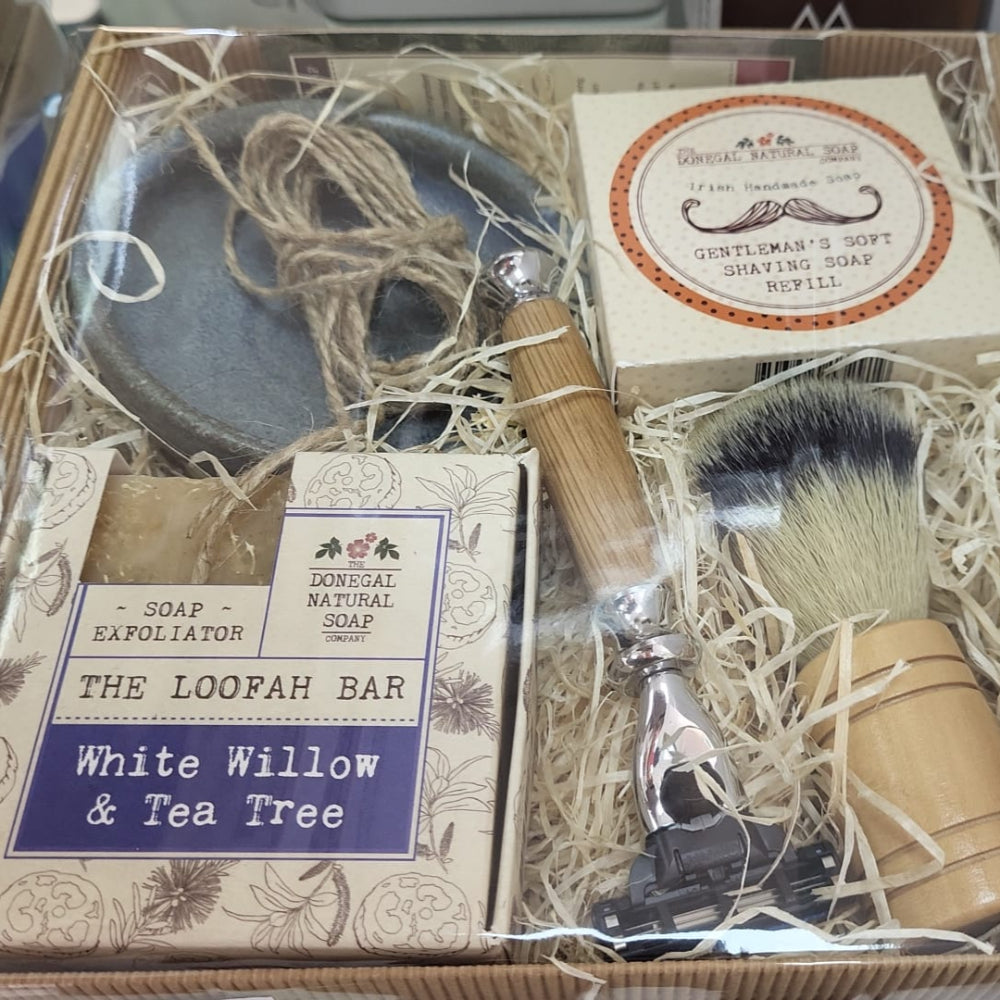 THE
DONEGAL NATURAL SOAP
COMPANY
Irish Handmade Soap
GENTLEMAN'S SOFT
SHAVING SOAP
REFILL
THE
DONEGAL
NATURAL
SOAP
COMPANY
~ SOAP ~
EXFOLIATOR
THE LOOFAH BAR
White Willow
& Tea Tree